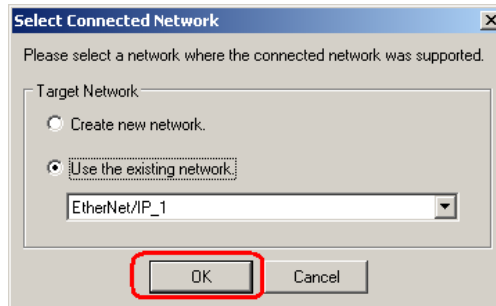 Select Connected Network
Please select a network where the connected network was supported.
Target Network
Create new network.
Use the existing network.
EtherNet/IP_1
OK Cancel